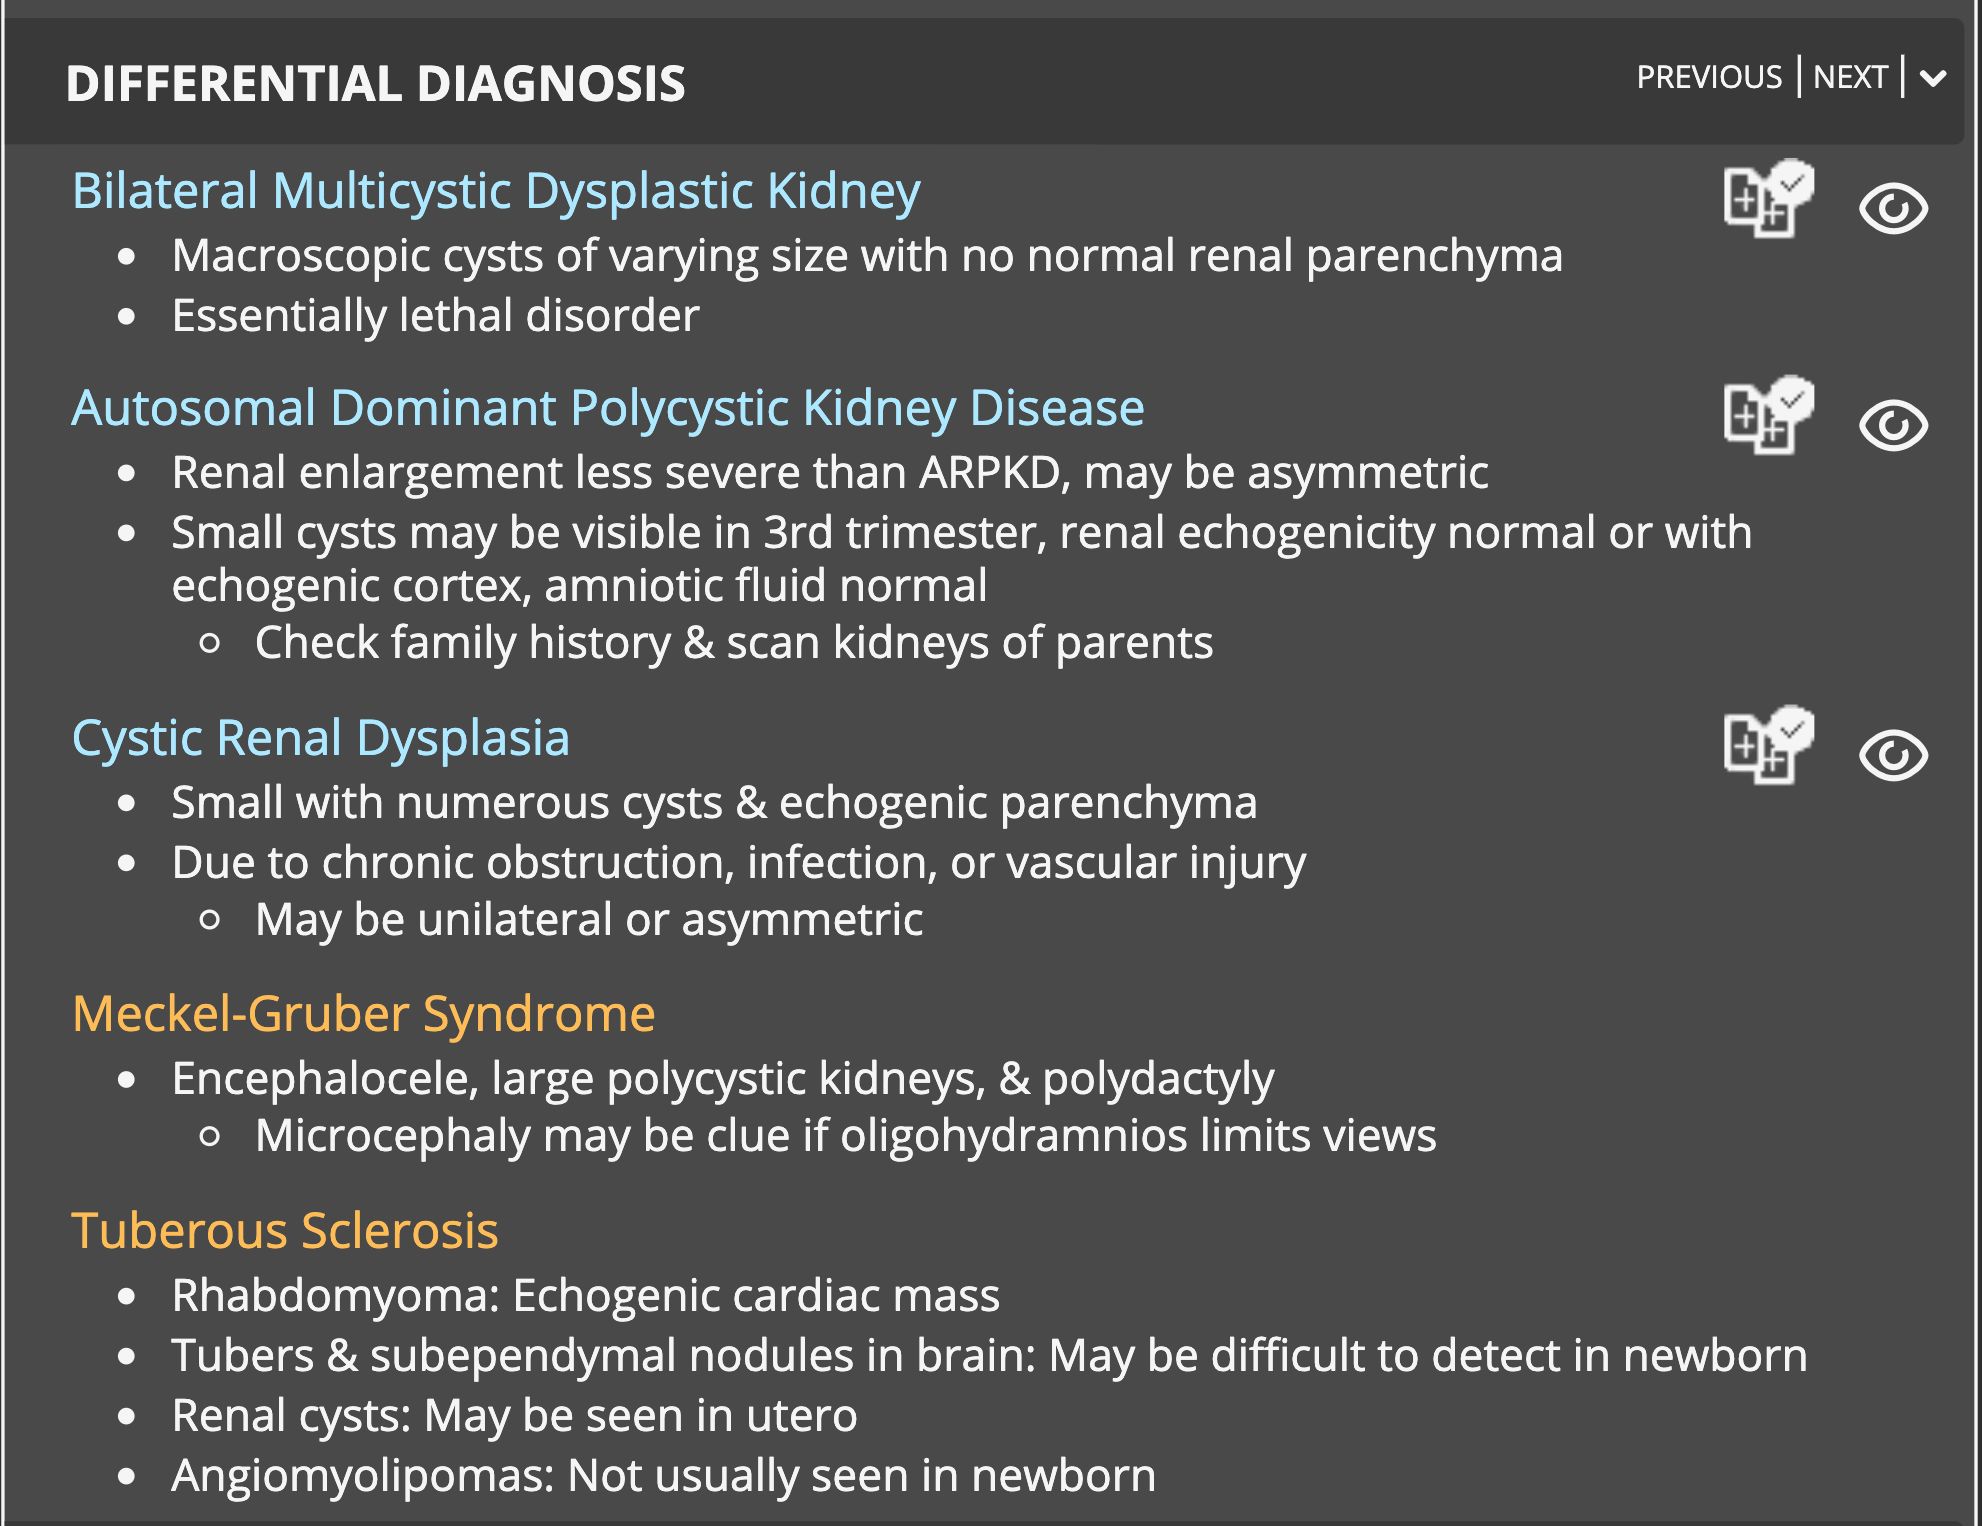 DIFFERENTIAL DIAGNOSIS
PREVIOUS | NEXT |
Bilateral Multicystic Dysplastic Kidney
• Macroscopic cysts of varying size with no normal renal parenchyma
• Essentially lethal disorder
Autosomal Dominant Polycystic Kidney Disease
• Renal enlargement less severe than ARPKD, may be asymmetric
• Small cysts may be visible in 3rd trimester, renal echogenicity normal or with
echogenic cortex, amniotic fluid normal
○ Check family history & scan kidneys of parents
Cystic Renal Dysplasia
• Small with numerous cysts & echogenic parenchyma
• Due to chronic obstruction, infection, or vascular injury
○ May be unilateral or asymmetric
Meckel-Gruber Syndrome
• Encephalocele, large polycystic kidneys, & polydactyly
○ Microcephaly may be clue if oligohydramnios limits views
Tuberous Sclerosis
• Rhabdomyoma: Echogenic cardiac mass
• Tubers & subependymal nodules in brain: May be difficult to detect in newborn
• Renal cysts: May be seen in utero
• Angiomyolipomas: Not usually seen in newborn